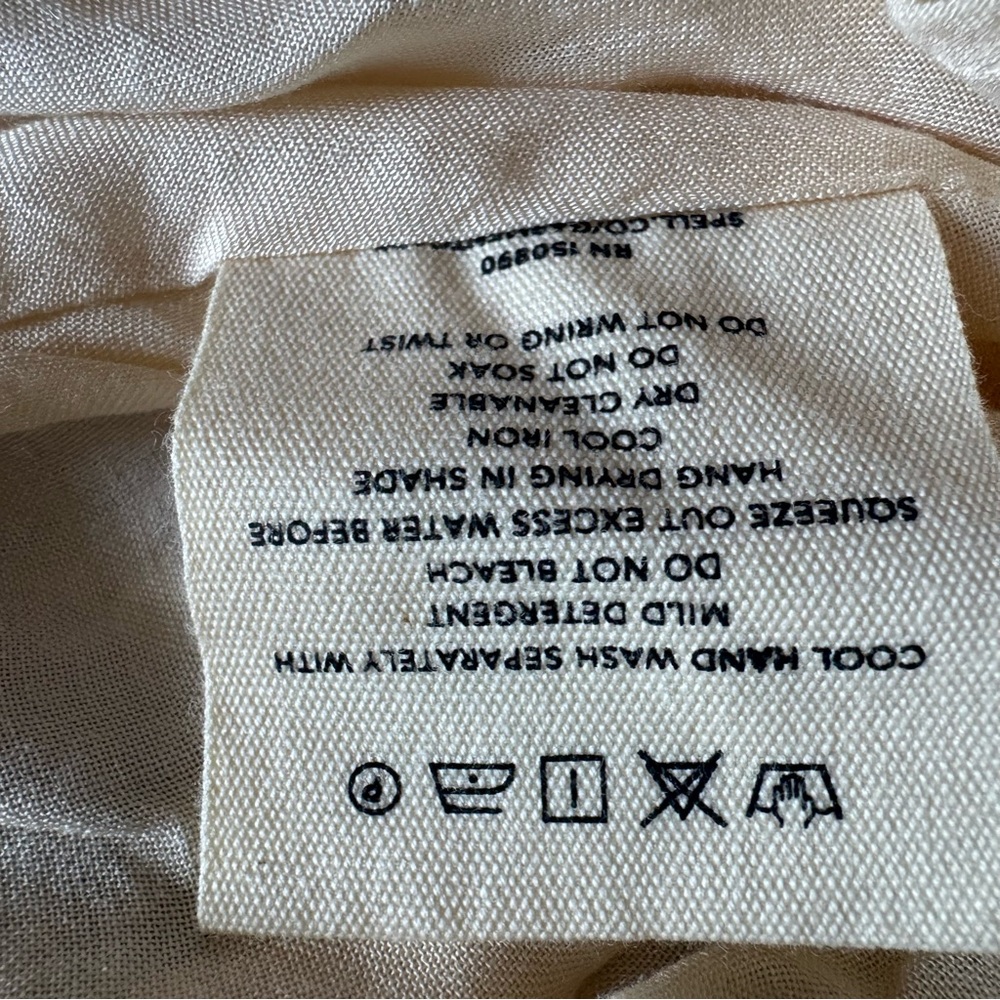 P
COOL HAND WASH SEPARATELY WITH
MILD DETERGENT
DO NOT BLEACH
SQUEEZE OUT EXCESS WATER BEFORE
HANG DRYING IN SHADE
COOL IRON
DRY CLEANABLE
DO NOT SOAK
DO NOT WRING OR TWIST
RN 150890
SPELL